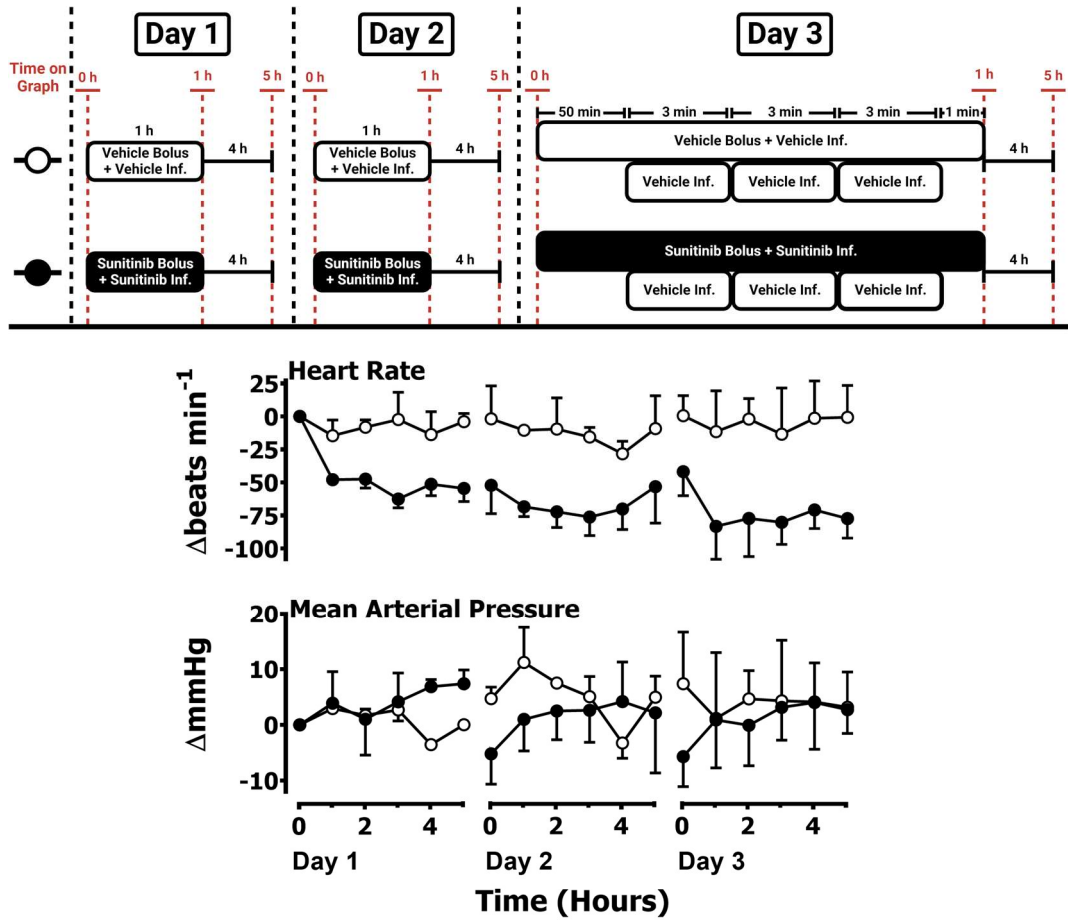 Day 1 Day 2 Day 3
Time on
Graph
0 h 1 h 5 h 0 h 1 h 5 h 0 h 1 h 5 h
50 min 3 min 3 min 3 min 1 min
1 h 1 h
Vehicle Bolus
+ Vehicle Inf.
4 h
Vehicle Bolus
+ Vehicle Inf.
4 h
Vehicle Bolus + Vehicle Inf.
4 h
Vehicle Inf. Vehicle Inf. Vehicle Inf.
Sunitinib Bolus
+ Sunitinib Inf.
4 h
Sunitinib Bolus
+ Sunitinib Inf.
4 h
Sunitinib Bolus + Sunitinib Inf.
4 h
Vehicle Inf. Vehicle Inf. Vehicle Inf.
Heart Rate
Δbeats min⁻¹
25
0
-25
-50
-75
-100
Mean Arterial Pressure
ΔmmHg
20
10
0
-10
0 2 4 0 2 4 0 2 4
Day 1 Day 2 Day 3
Time (Hours)